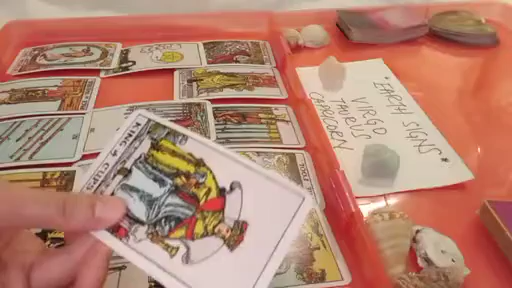 *EARTH SIGNS*
VIRGO
TAURUS
CAPRICORN
KING of CUPS